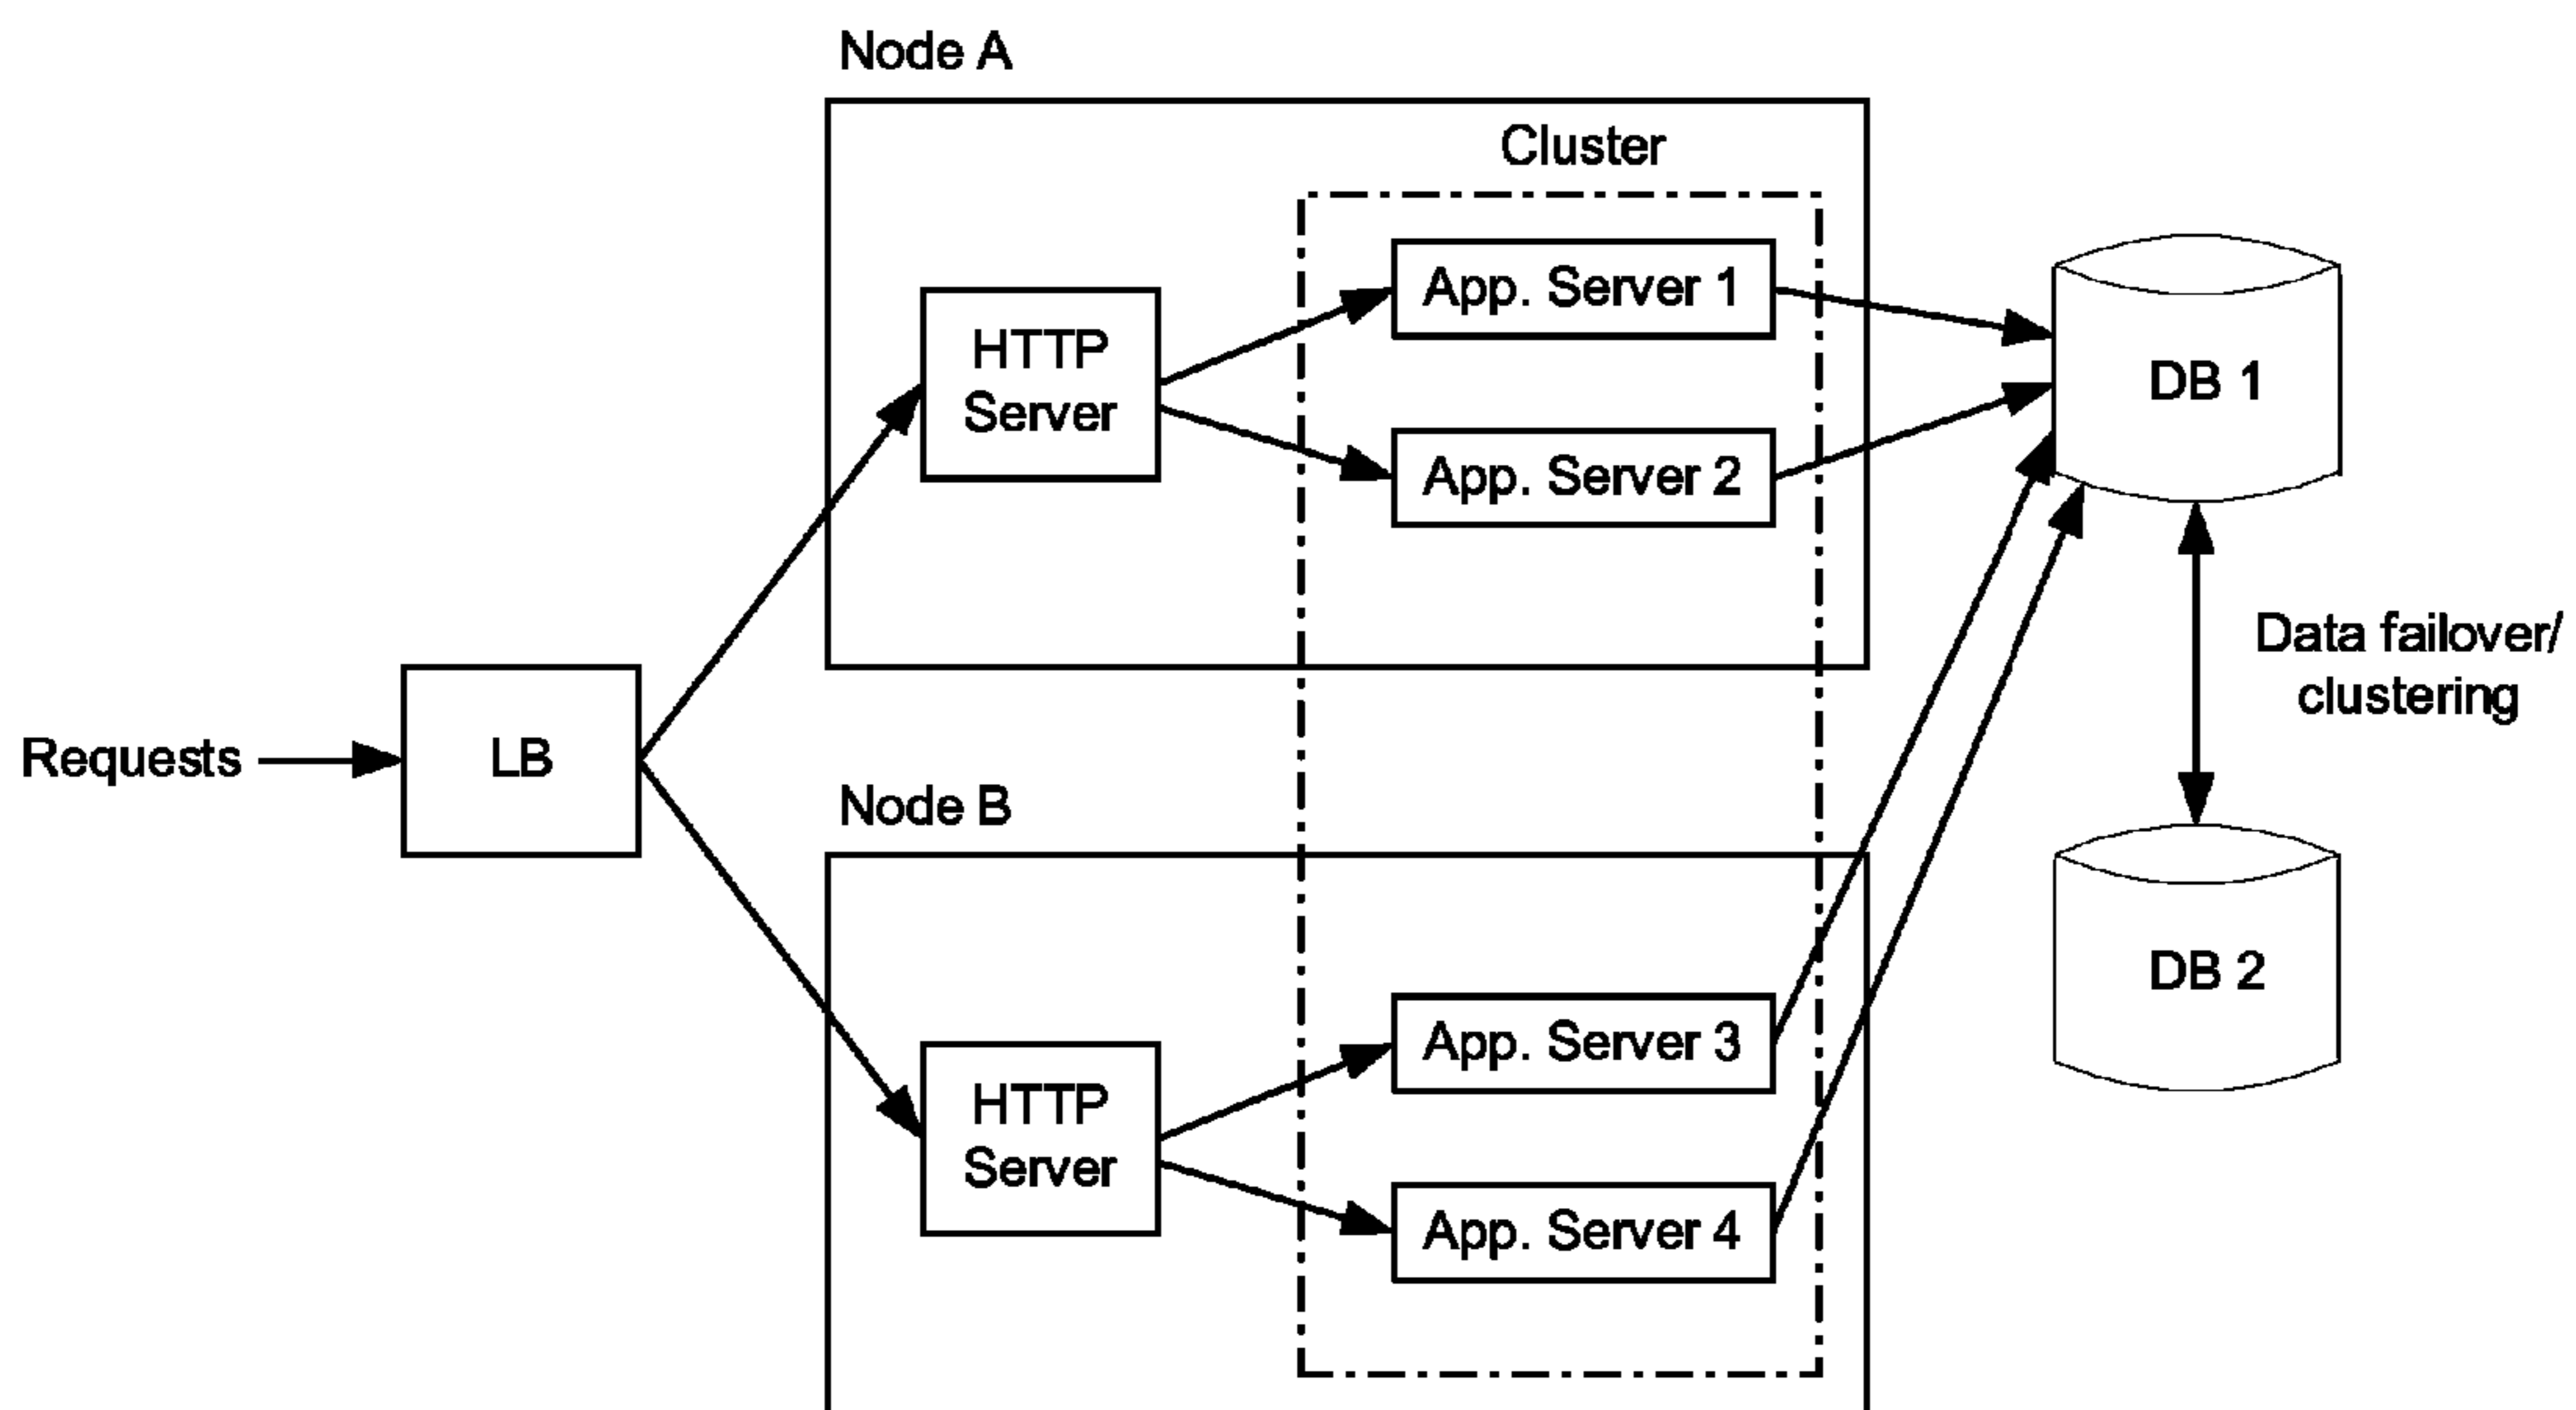 Node A
Cluster
HTTP
Server
App. Server 1
App. Server 2
DB 1
Requests
LB
Data failover/
clustering
Node B
HTTP
Server
App. Server 3
App. Server 4
DB 2